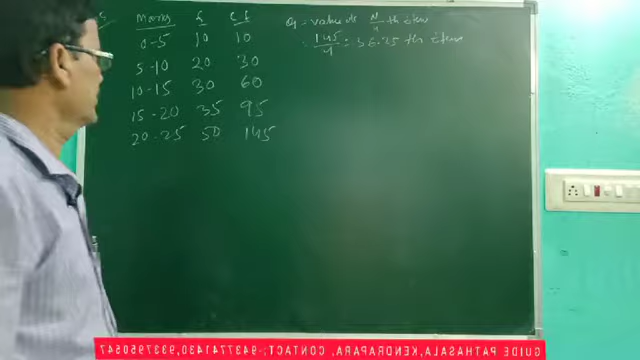 Marks f C.f
0-5 10 10
5-10 20 30
10-15 30 60
15-20 35 95
20-25 50 145
Q1 = value of N/4 th item
= 145/4 = 36.25 th item
GUIDE PATHASALA, KENDRAPARA, CONTACT:-9437741430,9337950547